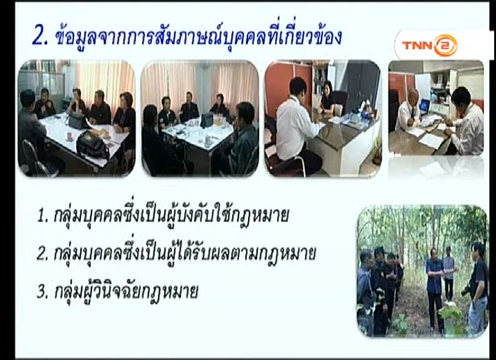 2. ข้อมูลจากการสัมภาษณ์บุคคลที่เกี่ยวข้อง
TNN 2
1. กลุ่มบุคคลซึ่งเป็นผู้บังคับใช้กฎหมาย
2. กลุ่มบุคคลซึ่งเป็นผู้ได้รับผลตามกฎหมาย
3. กลุ่มผู้วินิจฉัยกฎหมาย